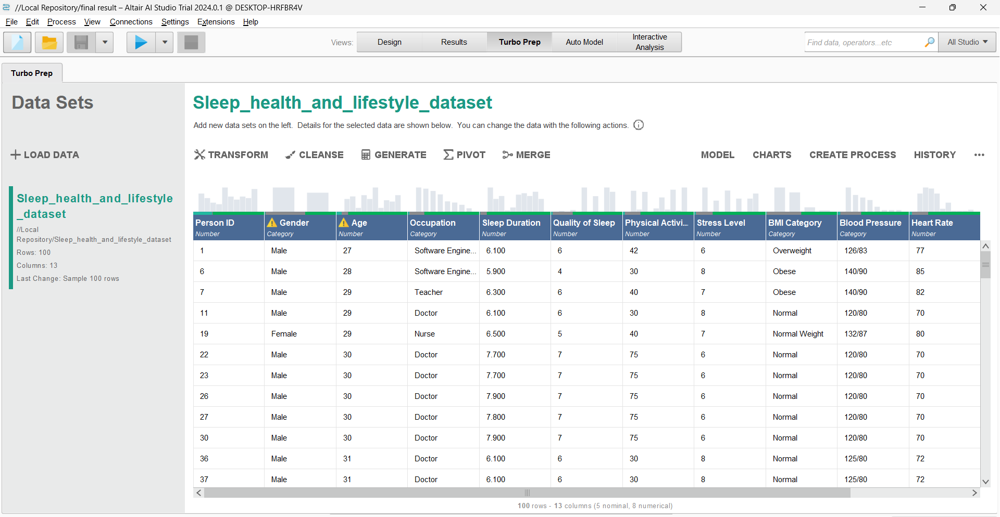 //Local Repository/final result – Altair AI Studio Trial 2024.0.1 @ DESKTOP-HRFBR4V
File Edit Process View Connections Settings Extensions Help
Views: Design Results Turbo Prep Auto Model Interactive Analysis Find data, operators...etc All Studio
Turbo Prep
Data Sets
LOAD DATA
Sleep_health_and_lifestyle
_dataset
//Local
Repository/Sleep_health_and_lifestyle_dataset
Rows: 100
Columns: 13
Last Change: Sample 100 rows
Sleep_health_and_lifestyle_dataset
Add new data sets on the left. Details for the selected data are shown below. You can change the data with the following actions.
TRANSFORM CLEANSE GENERATE PIVOT MERGE MODEL CHARTS CREATE PROCESS HISTORY
Person ID Gender Age Occupation Sleep Duration Quality of Sleep Physical Activi... Stress Level BMI Category Blood Pressure Heart Rate
Number Category Number Category Number Number Number Number Category Category Number
1 Male 27 Software Engine... 6.100 6 42 6 Overweight 126/83 77
6 Male 28 Software Engine... 5.900 4 30 8 Obese 140/90 85
7 Male 29 Teacher 6.300 6 40 7 Obese 140/90 82
11 Male 29 Doctor 6.100 6 30 8 Normal 120/80 70
19 Female 29 Nurse 6.500 5 40 7 Normal Weight 132/87 80
22 Male 30 Doctor 7.700 7 75 6 Normal 120/80 70
23 Male 30 Doctor 7.700 7 75 6 Normal 120/80 70
26 Male 30 Doctor 7.900 7 75 6 Normal 120/80 70
27 Male 30 Doctor 7.800 7 75 6 Normal 120/80 70
30 Male 30 Doctor 7.900 7 75 6 Normal 120/80 70
36 Male 31 Doctor 6.100 6 30 8 Normal 125/80 72
37 Male 31 Doctor 6.100 6 30 8 Normal 125/80 72
100 rows - 13 columns (5 nominal, 8 numerical)